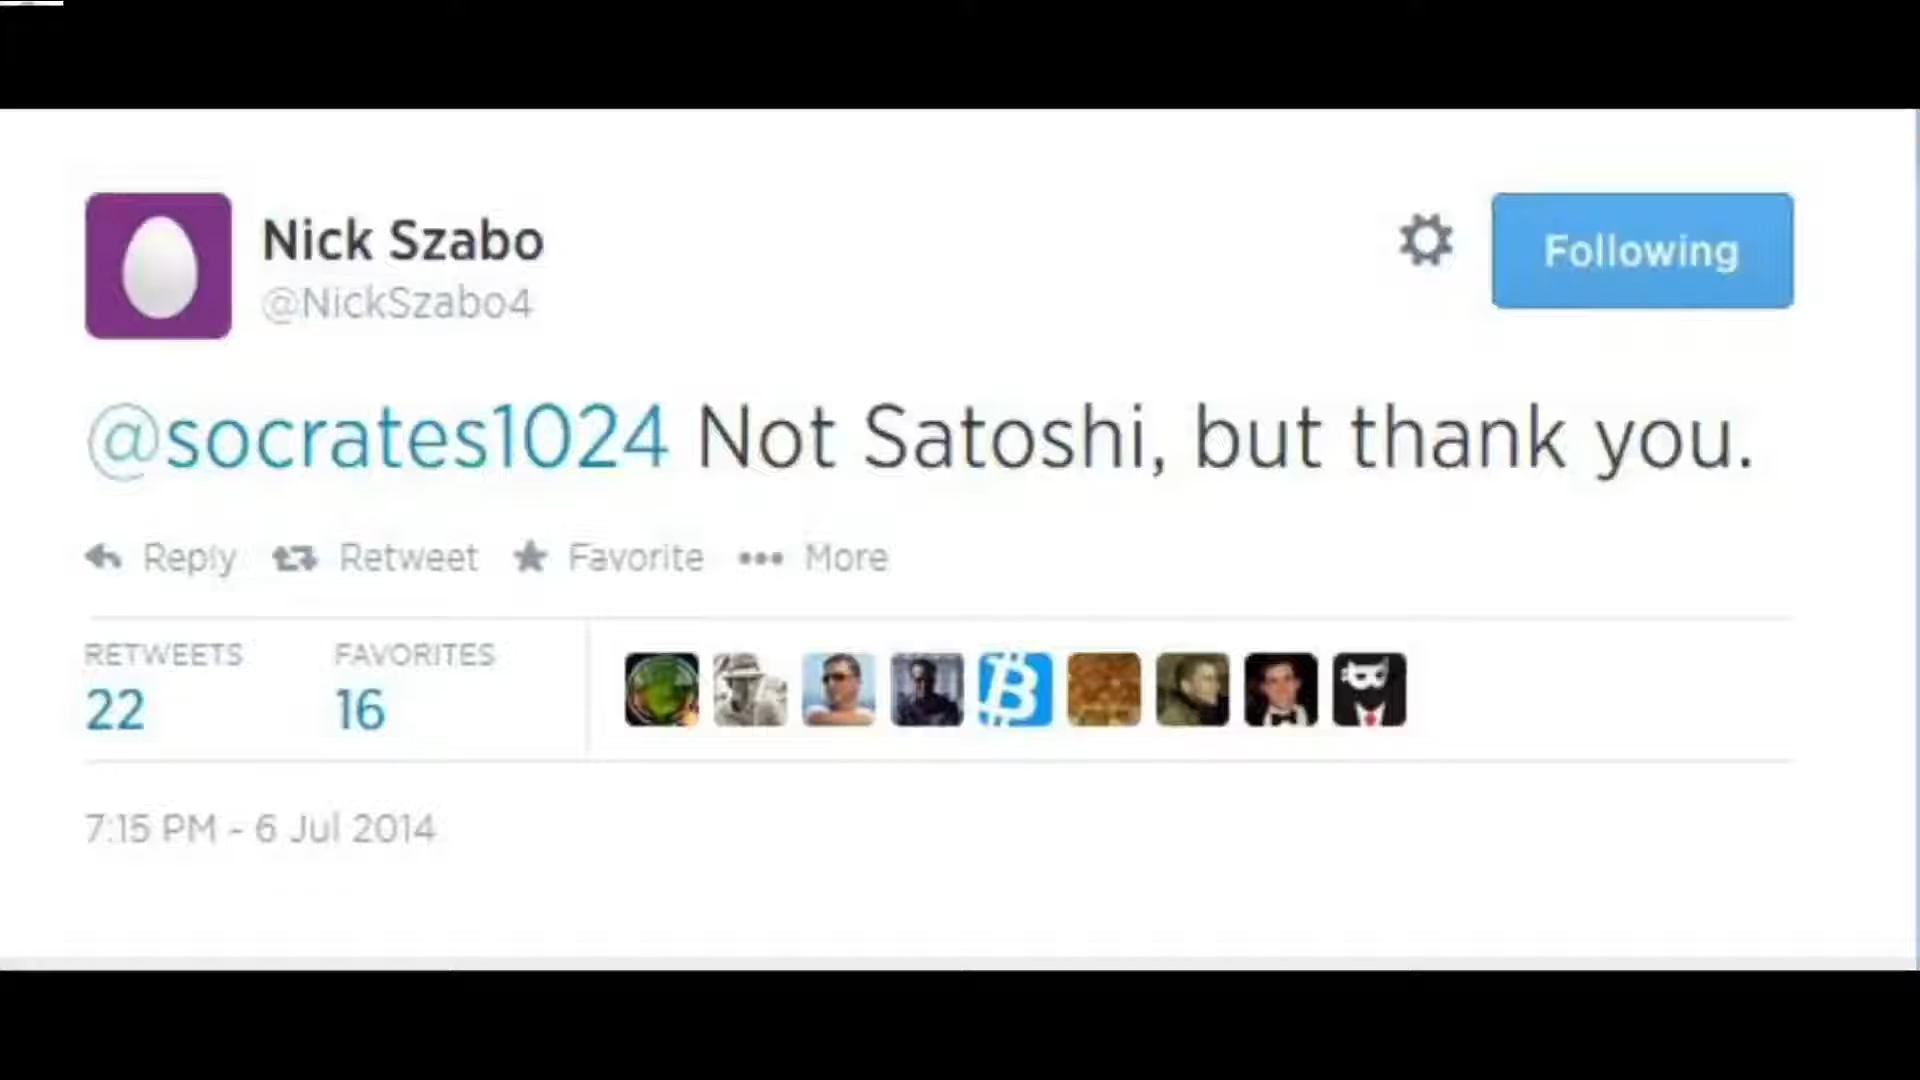 Nick Szabo
@NickSzabo4
Following
@socrates1024 Not Satoshi, but thank you.
Reply Retweet Favorite More
RETWEETS FAVORITES
22 16
7:15 PM - 6 Jul 2014